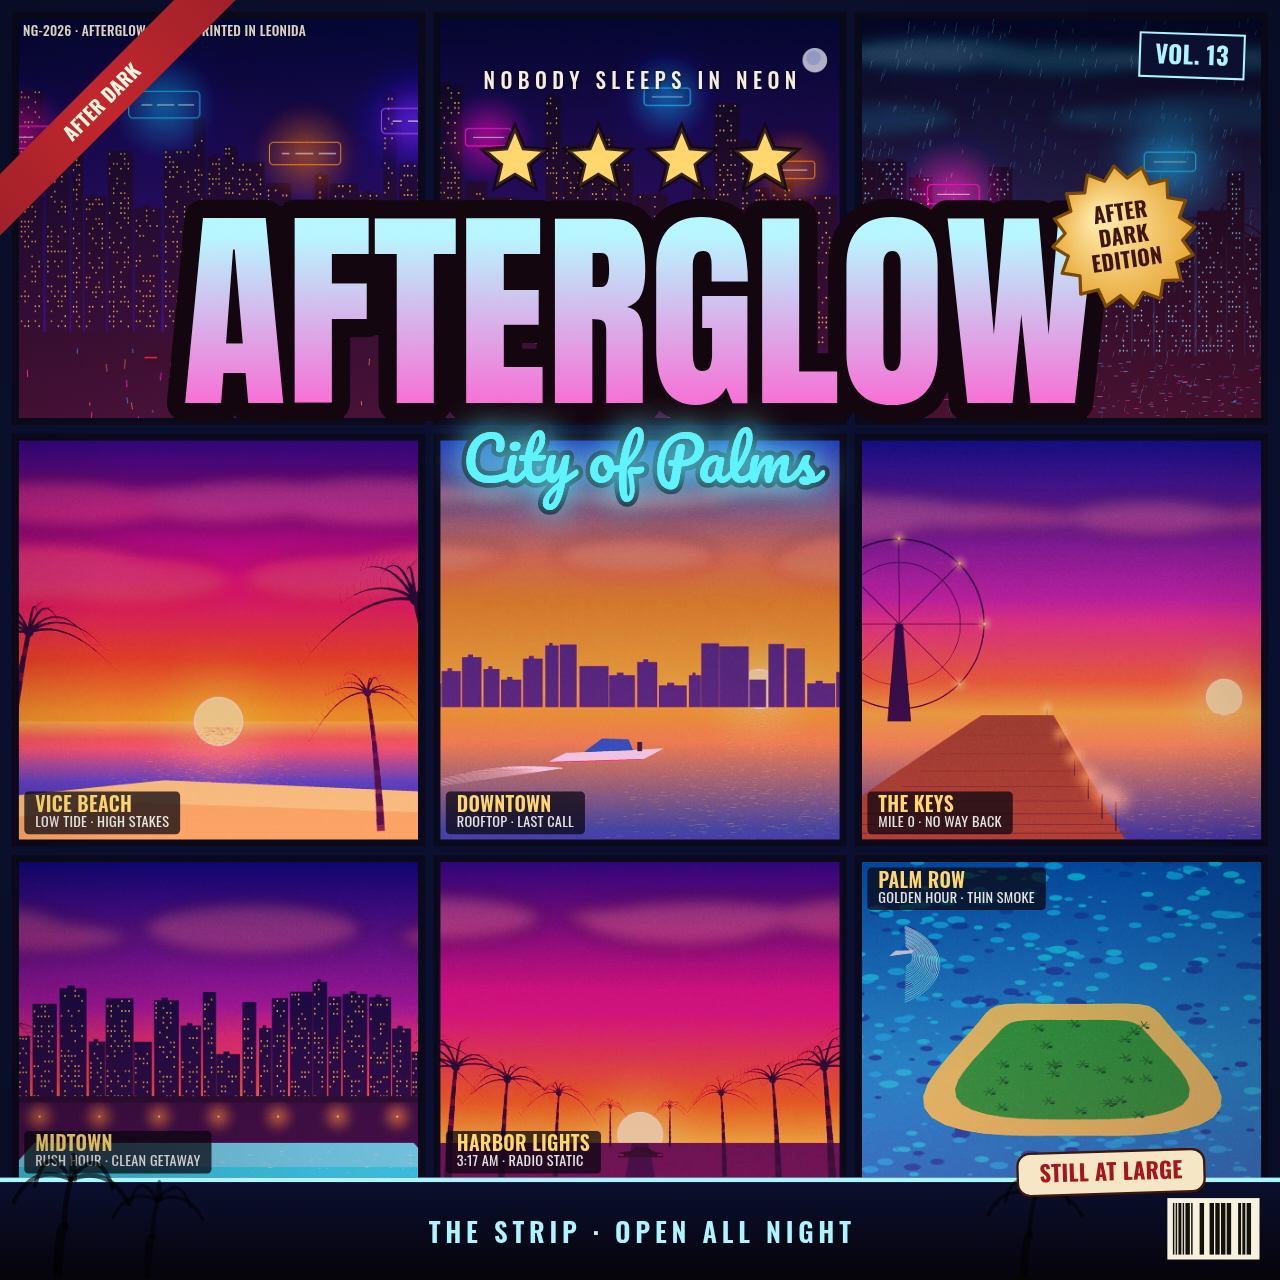 NG-2026 · AFTERGLOW RINTED IN LEONIDA
AFTER DARK
NOBODY SLEEPS IN NEON
VOL. 13
AFTER
DARK
EDITION
AFTERGLOW
City of Palms
VICE BEACH
LOW TIDE · HIGH STAKES
DOWNTOWN
ROOFTOP · LAST CALL
THE KEYS
MILE 0 · NO WAY BACK
PALM ROW
GOLDEN HOUR · THIN SMOKE
MIDTOWN
RUSH HOUR · CLEAN GETAWAY
HARBOR LIGHTS
3:17 AM · RADIO STATIC
STILL AT LARGE
THE STRIP · OPEN ALL NIGHT